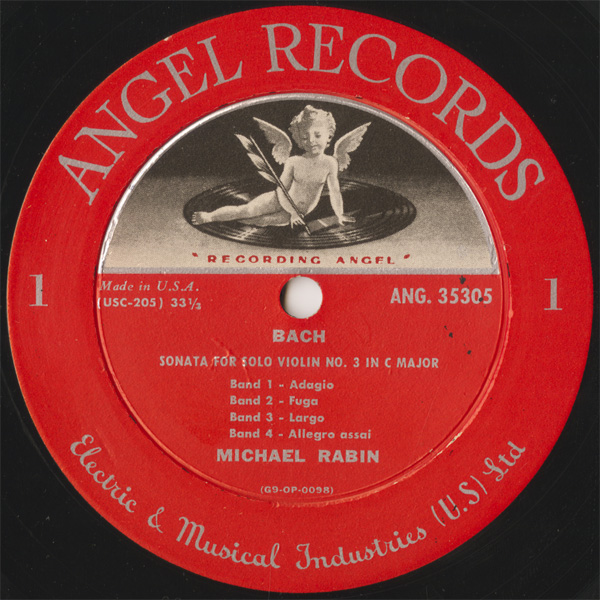 ANGEL RECORDS
"RECORDING ANGEL"
Made in U.S.A.
(USC-205) 33⅓
ANG. 35305
1
1
BACH
SONATA FOR SOLO VIOLIN NO. 3 IN C MAJOR
Band 1 - Adagio
Band 2 - Fuga
Band 3 - Largo
Band 4 - Allegro assai
MICHAEL RABIN
(G9-OP-0098)
Electric & Musical Industries (U.S) Ltd